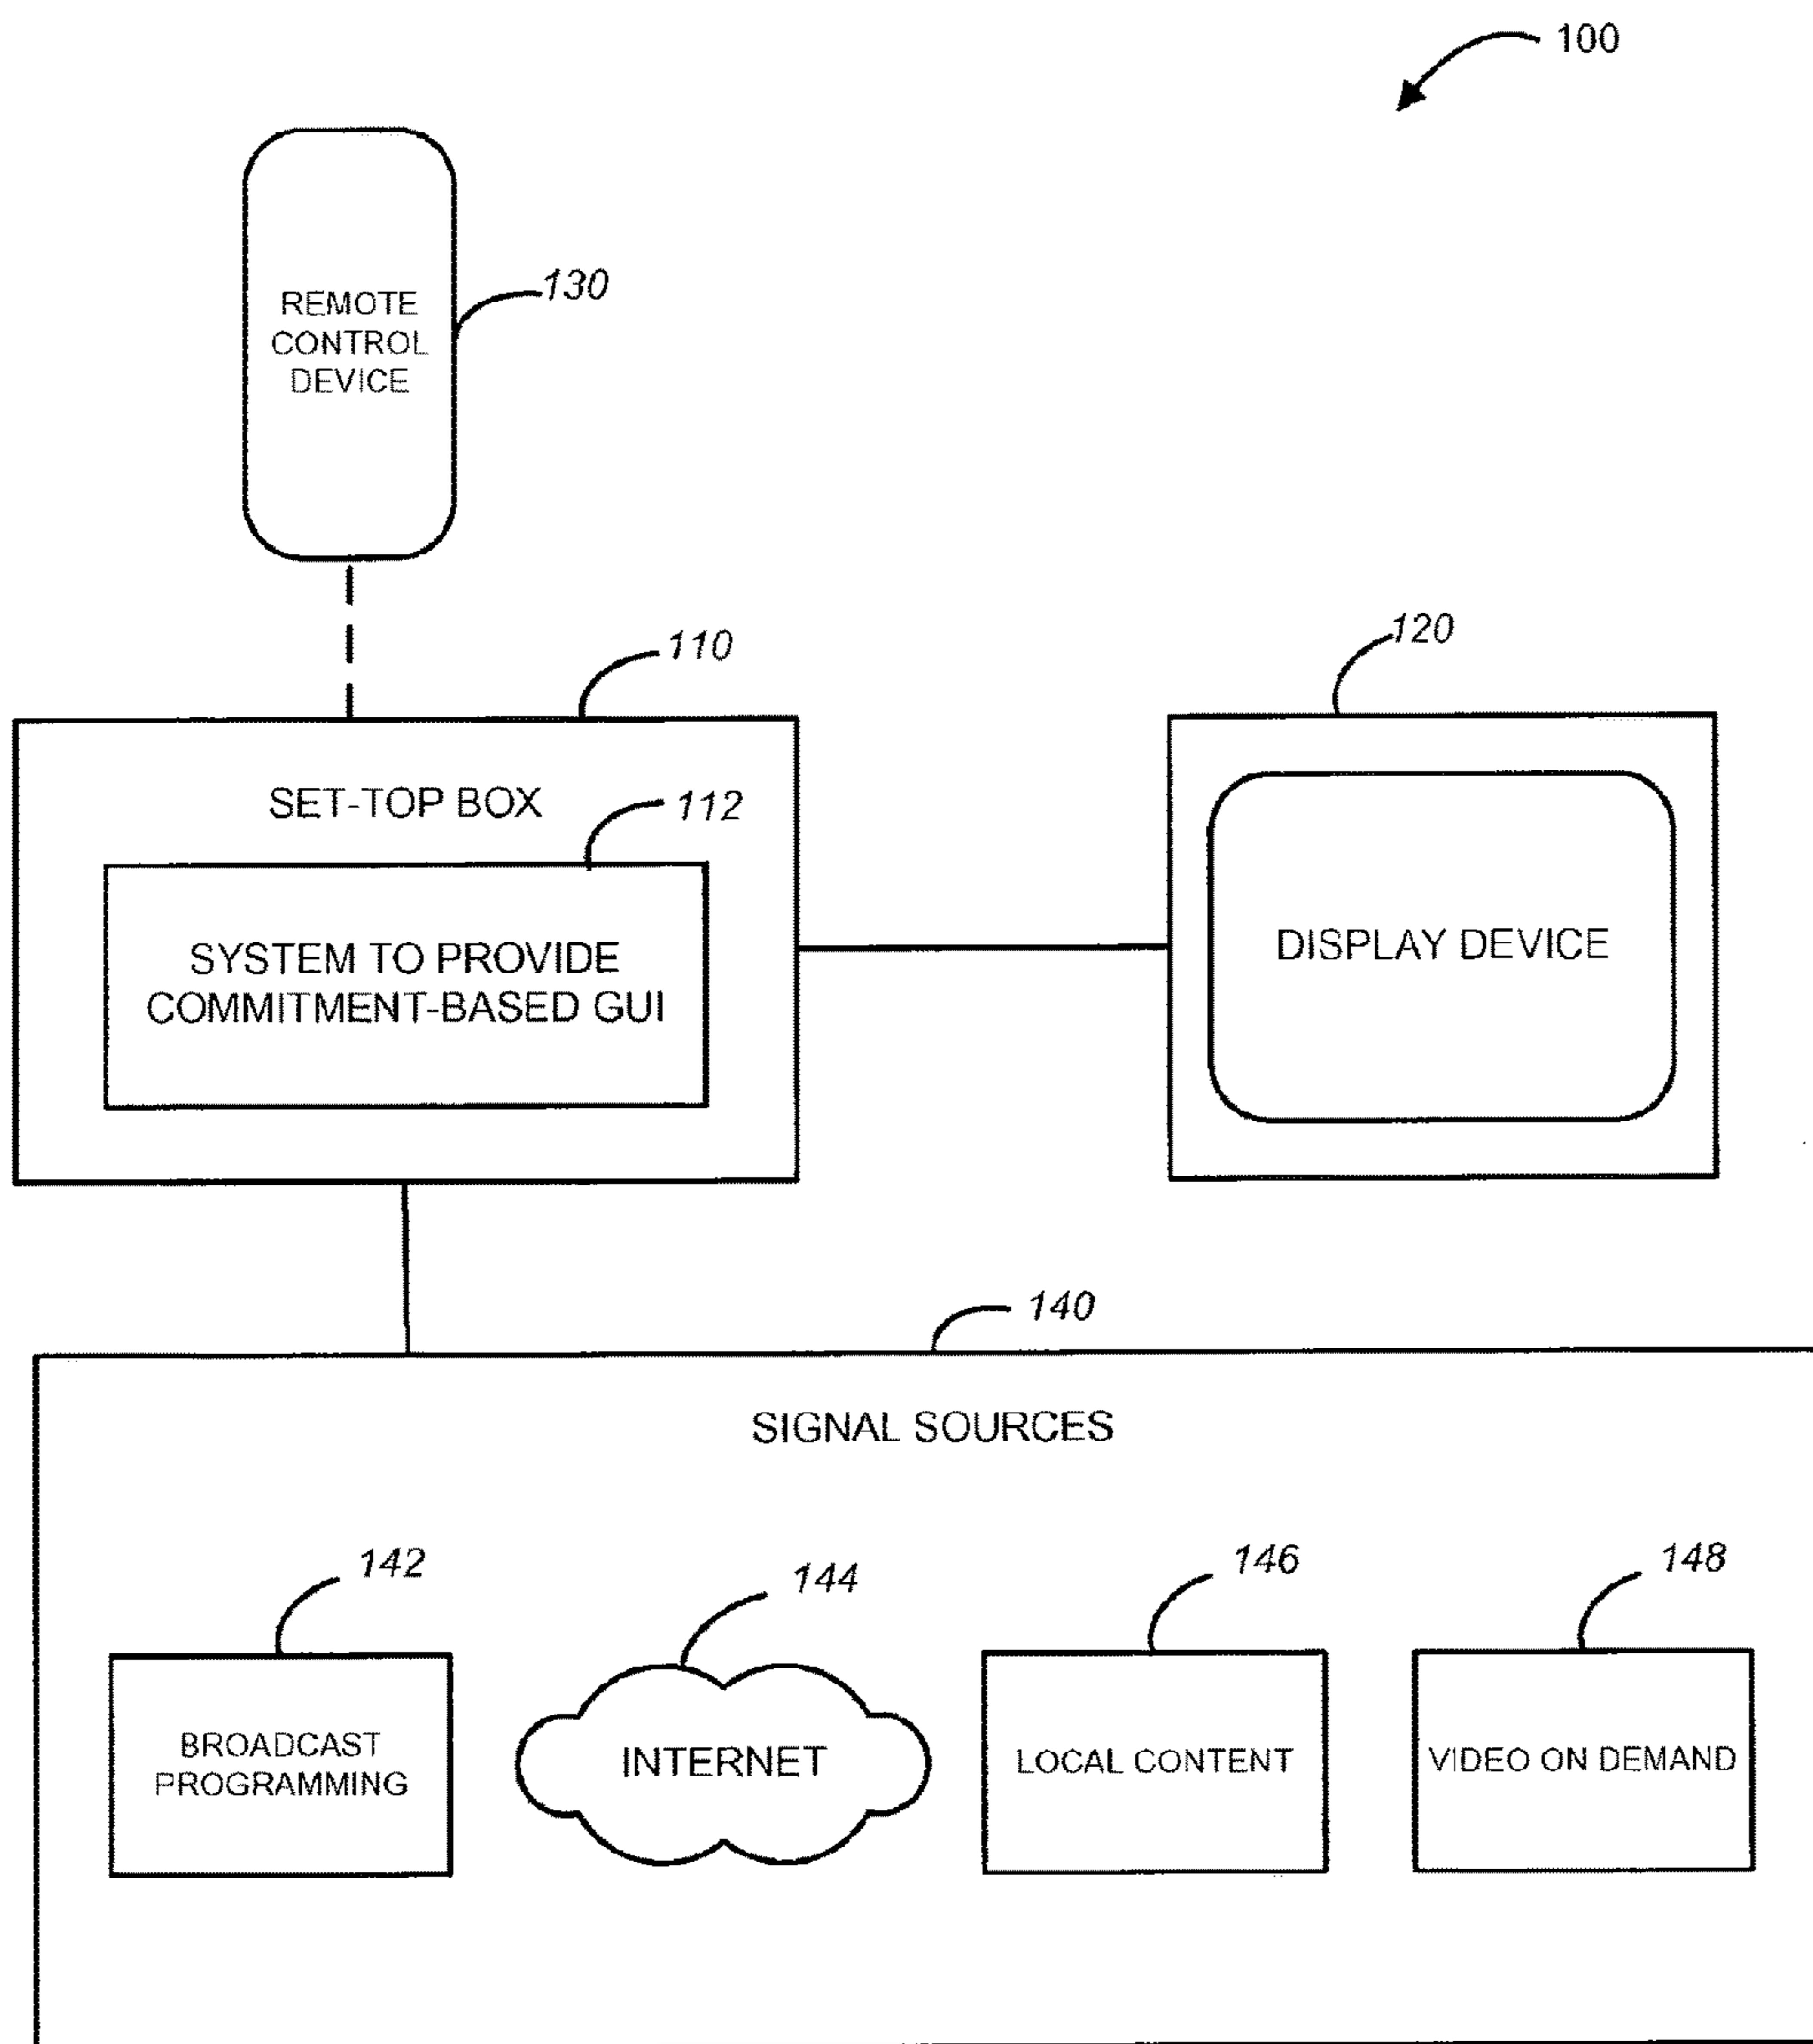 100
130
REMOTE
CONTROL
DEVICE
110
120
SET-TOP BOX
112
SYSTEM TO PROVIDE
COMMITMENT-BASED GUI
DISPLAY DEVICE
140
SIGNAL SOURCES
142
144
146
148
BROADCAST
PROGRAMMING
INTERNET
LOCAL CONTENT
VIDEO ON DEMAND